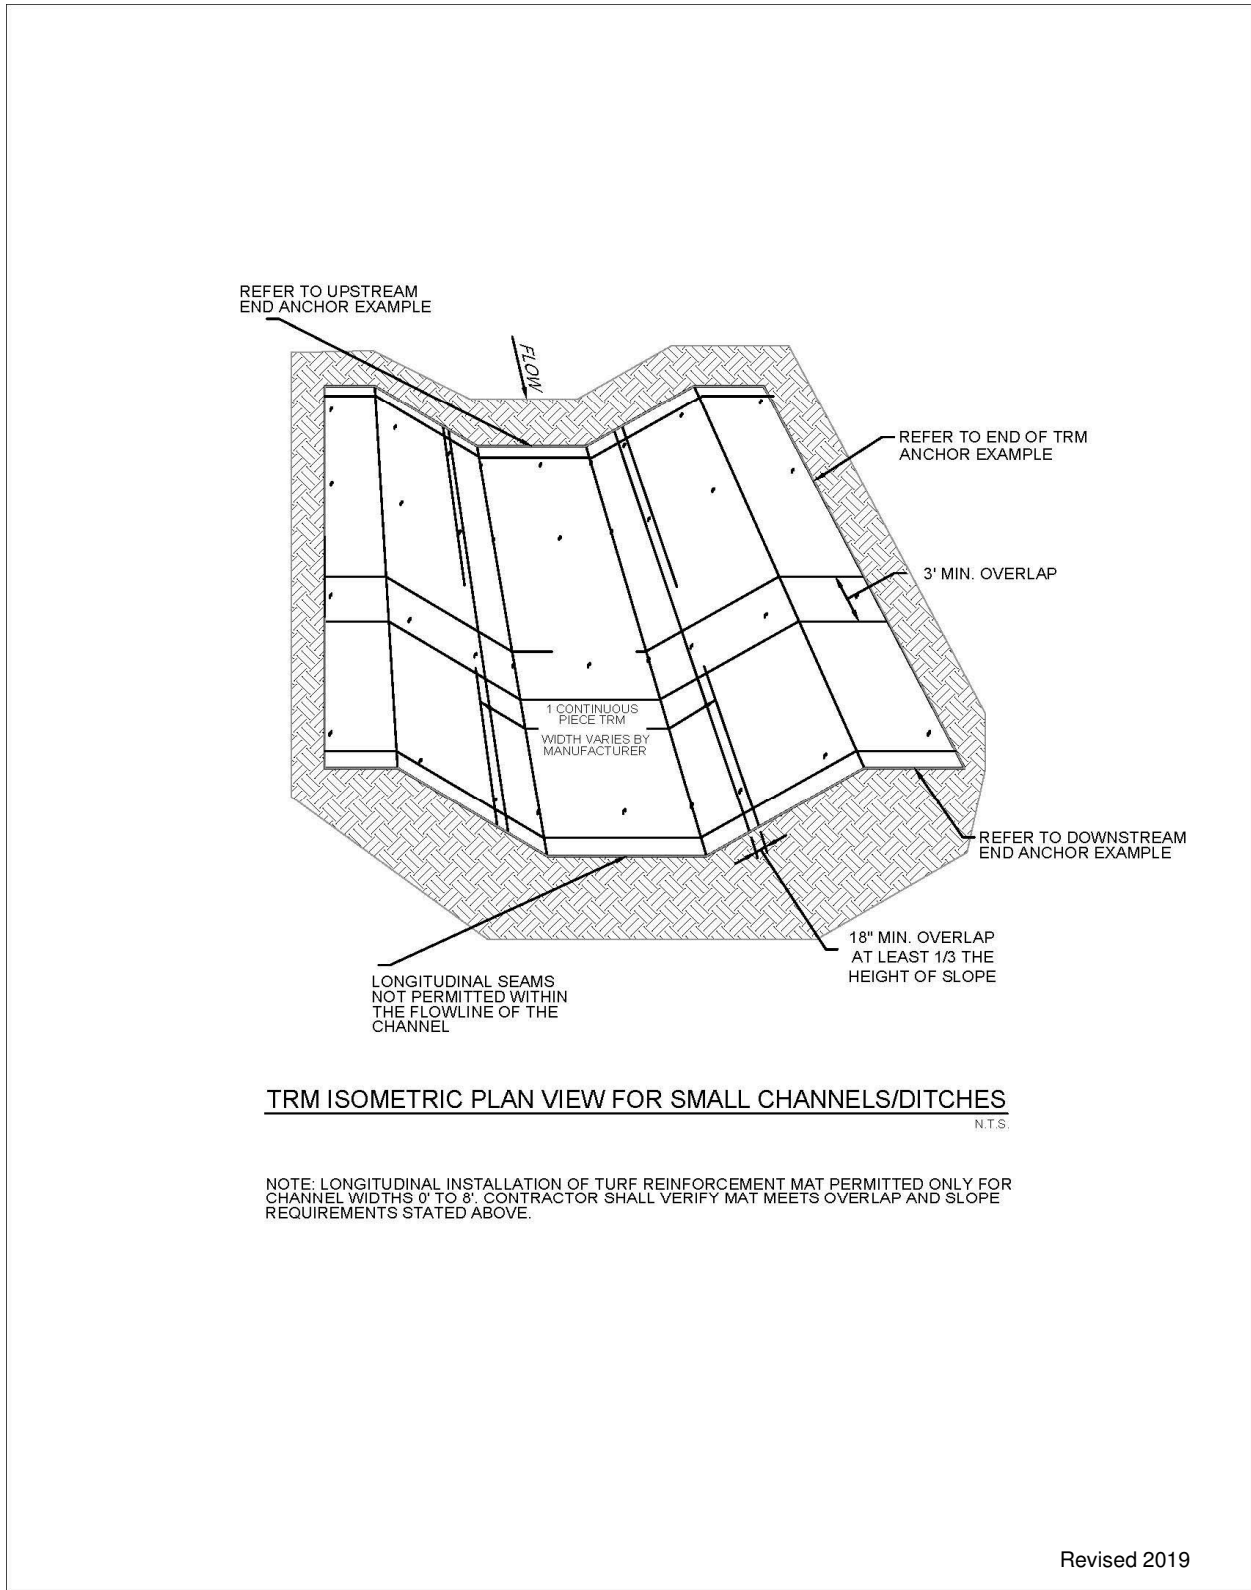 REFER TO UPSTREAM
END ANCHOR EXAMPLE
FLOW
REFER TO END OF TRM
ANCHOR EXAMPLE
3' MIN. OVERLAP
1 CONTINUOUS
PIECE TRM
WIDTH VARIES BY
MANUFACTURER
REFER TO DOWNSTREAM
END ANCHOR EXAMPLE
18" MIN. OVERLAP
AT LEAST 1/3 THE
HEIGHT OF SLOPE
LONGITUDINAL SEAMS
NOT PERMITTED WITHIN
THE FLOWLINE OF THE
CHANNEL
TRM ISOMETRIC PLAN VIEW FOR SMALL CHANNELS/DITCHES
N.T.S.
NOTE: LONGITUDINAL INSTALLATION OF TURF REINFORCEMENT MAT PERMITTED ONLY FOR
CHANNEL WIDTHS 0' TO 8'. CONTRACTOR SHALL VERIFY MAT MEETS OVERLAP AND SLOPE
REQUIREMENTS STATED ABOVE.
Revised 2019